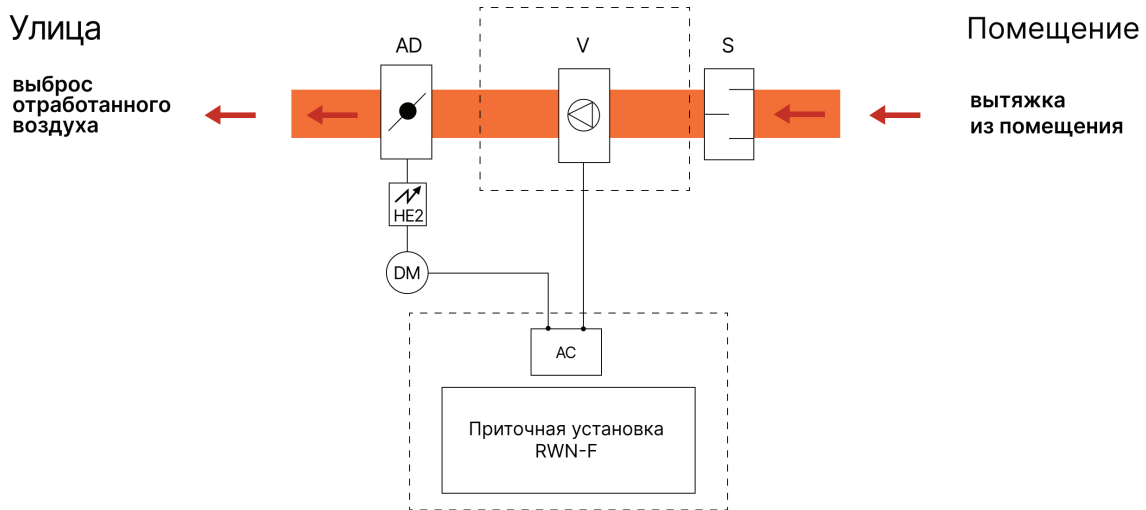 Улица
Помещение
AD
V
S
выброс
отработанного
воздуха
вытяжка
из помещения
HE2
DM
AC
Приточная установка
RWN-F